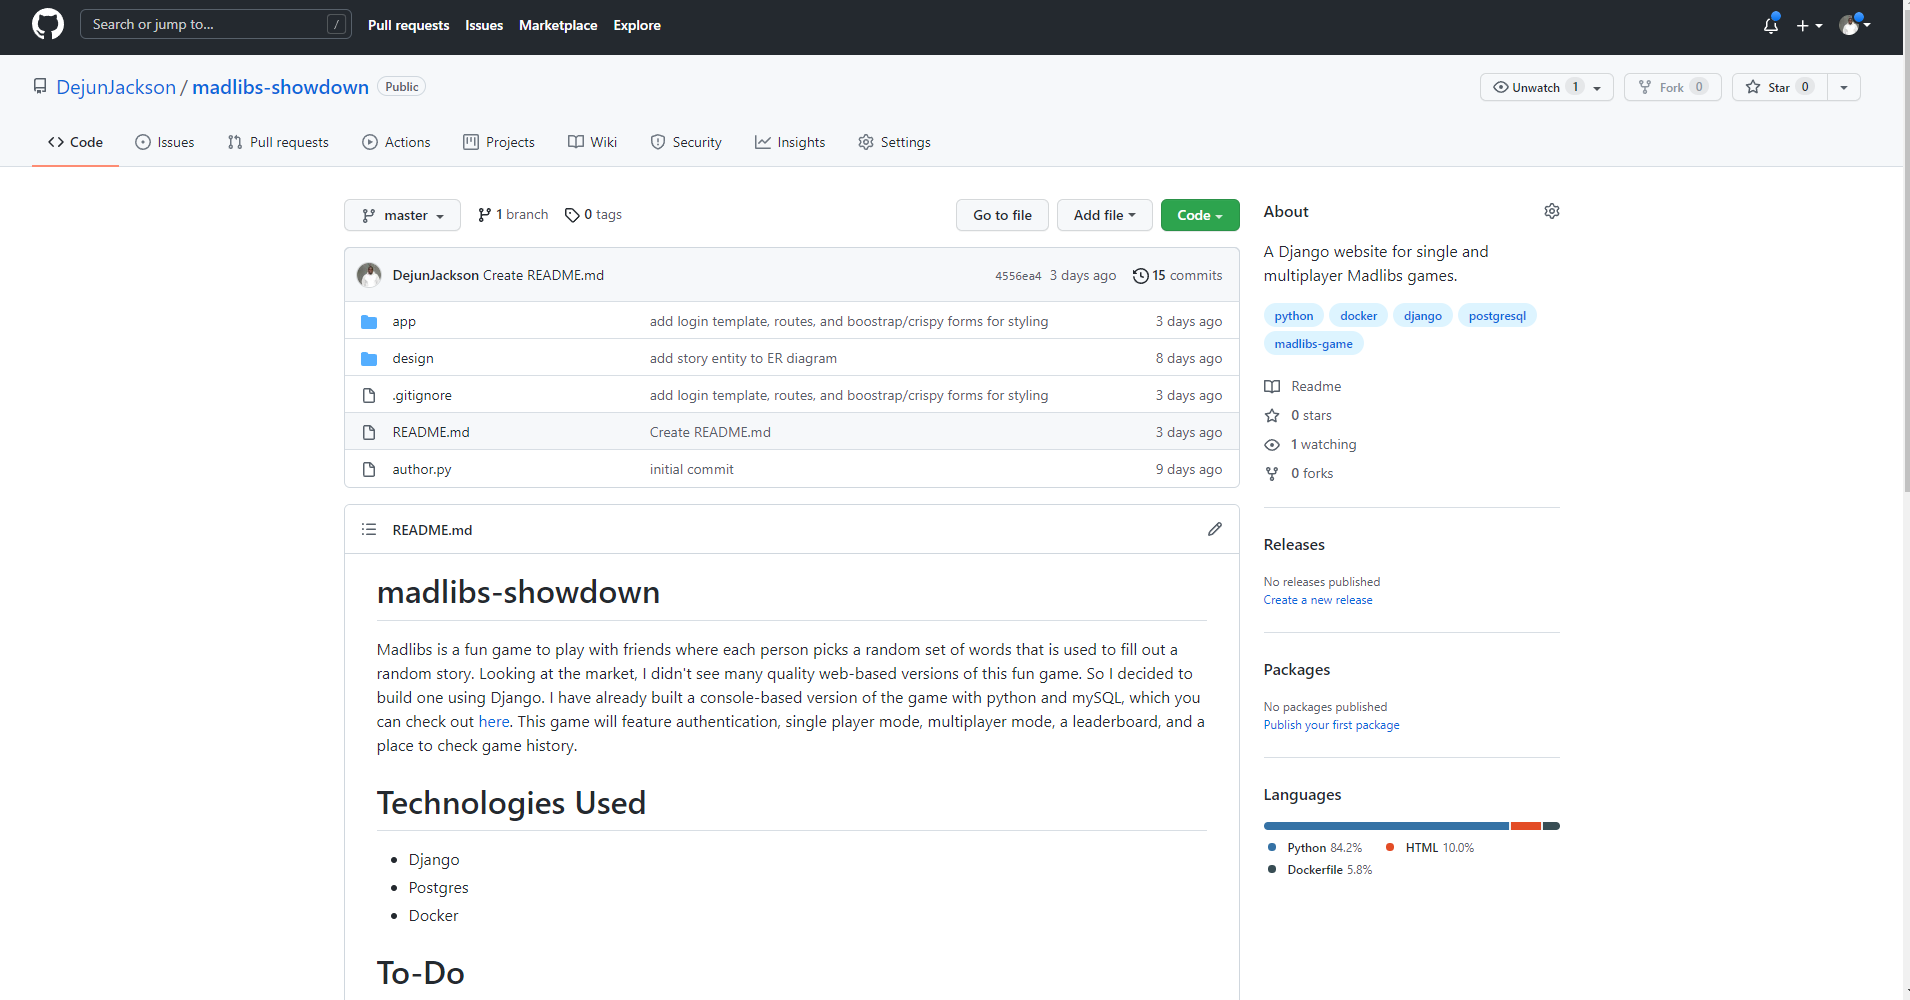 Search or jump to... /
Pull requests Issues Marketplace Explore
DejunJackson / madlibs-showdown Public
Unwatch 1 Fork 0 Star 0
Code Issues Pull requests Actions Projects Wiki Security Insights Settings
master 1 branch 0 tags Go to file Add file Code
DejunJackson Create README.md 4556ea4 3 days ago 15 commits
app add login template, routes, and boostrap/crispy forms for styling 3 days ago
design add story entity to ER diagram 8 days ago
.gitignore add login template, routes, and boostrap/crispy forms for styling 3 days ago
README.md Create README.md 3 days ago
author.py initial commit 9 days ago
README.md
madlibs-showdown
Madlibs is a fun game to play with friends where each person picks a random set of words that is used to fill out a
random story. Looking at the market, I didn't see many quality web-based versions of this fun game. So I decided to
build one using Django. I have already built a console-based version of the game with python and mySQL, which you
can check out here. This game will feature authentication, single player mode, multiplayer mode, a leaderboard, and a
place to check game history.
Technologies Used
• Django
• Postgres
• Docker
To-Do
About
A Django website for single and
multiplayer Madlibs games.
python docker django postgresql
madlibs-game
Readme
0 stars
1 watching
0 forks
Releases
No releases published
Create a new release
Packages
No packages published
Publish your first package
Languages
Python 84.2% HTML 10.0%
Dockerfile 5.8%